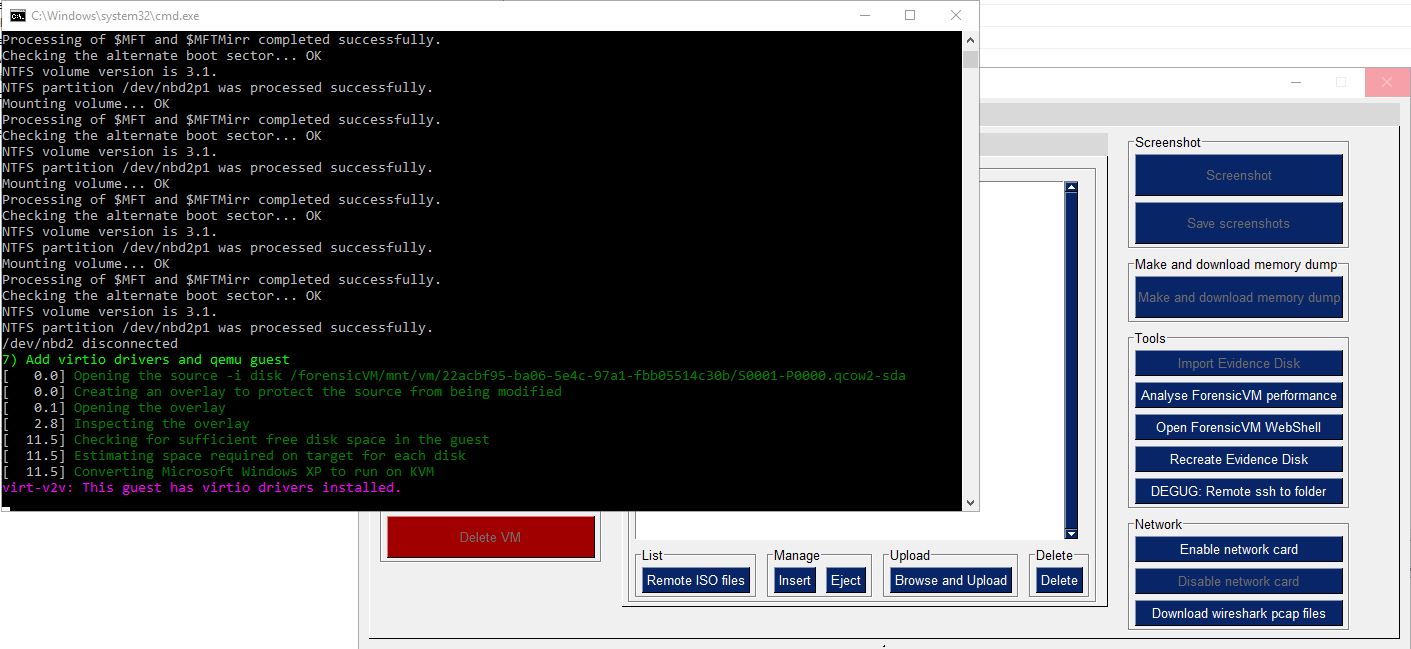 C:\Windows\system32\cmd.exe
Processing of $MFT and $MFTMirr completed successfully.
Checking the alternate boot sector... OK
NTFS volume version is 3.1.
NTFS partition /dev/nbd2p1 was processed successfully.
Mounting volume... OK
Processing of $MFT and $MFTMirr completed successfully.
Checking the alternate boot sector... OK
NTFS volume version is 3.1.
NTFS partition /dev/nbd2p1 was processed successfully.
Mounting volume... OK
Processing of $MFT and $MFTMirr completed successfully.
Checking the alternate boot sector... OK
NTFS volume version is 3.1.
NTFS partition /dev/nbd2p1 was processed successfully.
Mounting volume... OK
Processing of $MFT and $MFTMirr completed successfully.
Checking the alternate boot sector... OK
NTFS volume version is 3.1.
NTFS partition /dev/nbd2p1 was processed successfully.
/dev/nbd2 disconnected
7) Add virtio drivers and qemu guest
[   0.0] Opening the source -i disk /forensicVM/mnt/vm/22acbf95-ba06-5e4c-97a1-fbb05514c30b/S0001-P0000.qcow2-sda
[   0.0] Creating an overlay to protect the source from being modified
[   0.1] Opening the overlay
[   2.8] Inspecting the overlay
[  11.5] Checking for sufficient free disk space in the guest
[  11.5] Estimating space required on target for each disk
[  11.5] Converting Microsoft Windows XP to run on KVM
virt-v2v: This guest has virtio drivers installed.
Delete VM
List
Remote ISO files
Manage
Insert
Eject
Upload
Browse and Upload
Delete
Delete
Screenshot
Screenshot
Save screenshots
Make and download memory dump
Make and download memory dump
Tools
Import Evidence Disk
Analyse ForensicVM performance
Open ForensicVM WebShell
Recreate Evidence Disk
DEGUG: Remote ssh to folder
Network
Enable network card
Disable network card
Download wireshark pcap files